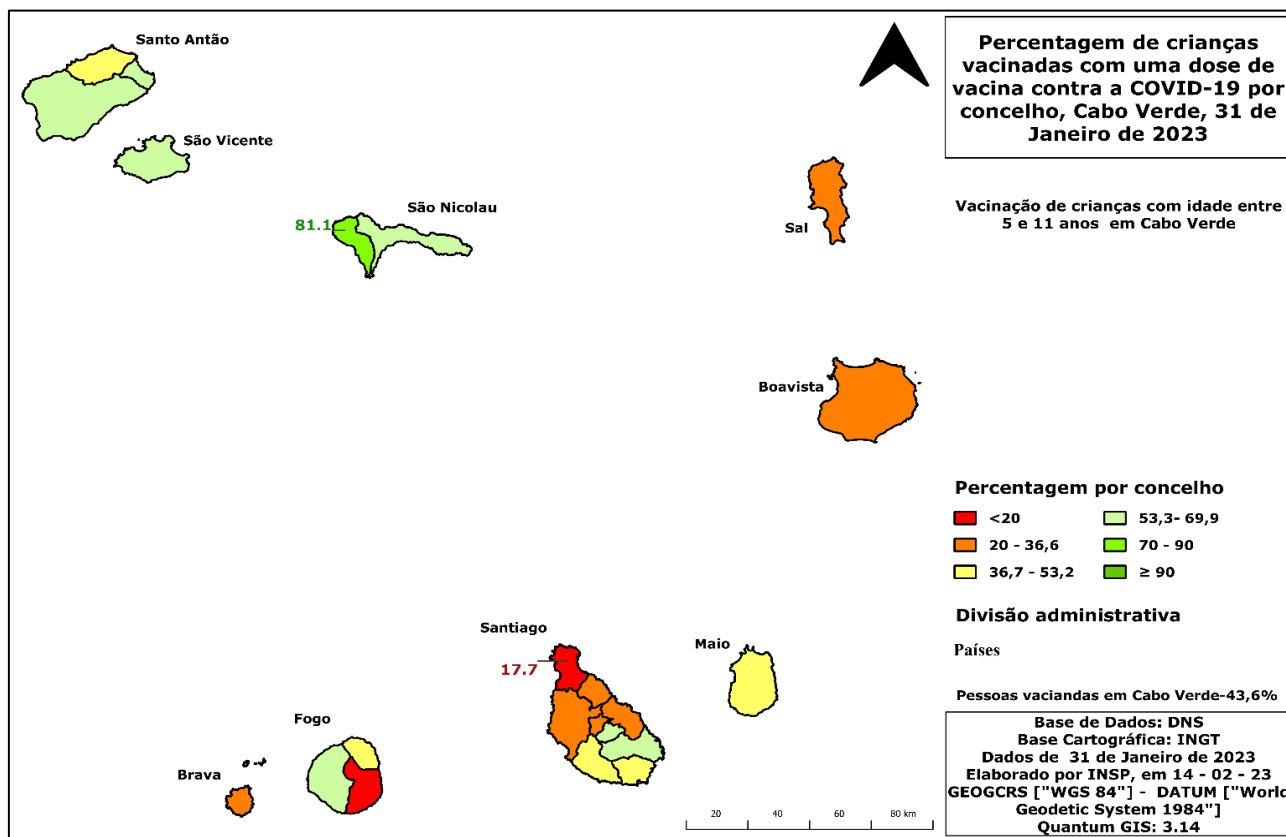 Percentagem de crianças
vacinadas com uma dose de
vacina contra a COVID-19 por
concelho, Cabo Verde, 31 de
Janeiro de 2023
Vacinação de crianças com idade entre
5 e 11 anos em Cabo Verde
Santo Antão
São Vicente
São Nicolau
81.1
Sal
Boavista
Santiago
17.7
Maio
Fogo
Brava
Percentagem por concelho
<20
20 - 36,6
36,7 - 53,2
53,3- 69,9
70 - 90
≥ 90
Divisão administrativa
Países
Pessoas vaciandas em Cabo Verde-43,6%
Base de Dados: DNS
Base Cartográfica: INGT
Dados de 31 de Janeiro de 2023
Elaborado por INSP, em 14 - 02 - 23
GEOGCRS ["WGS 84"] - DATUM ["World
Geodetic System 1984"]
Quantum GIS: 3.14
20 40 60 80 km